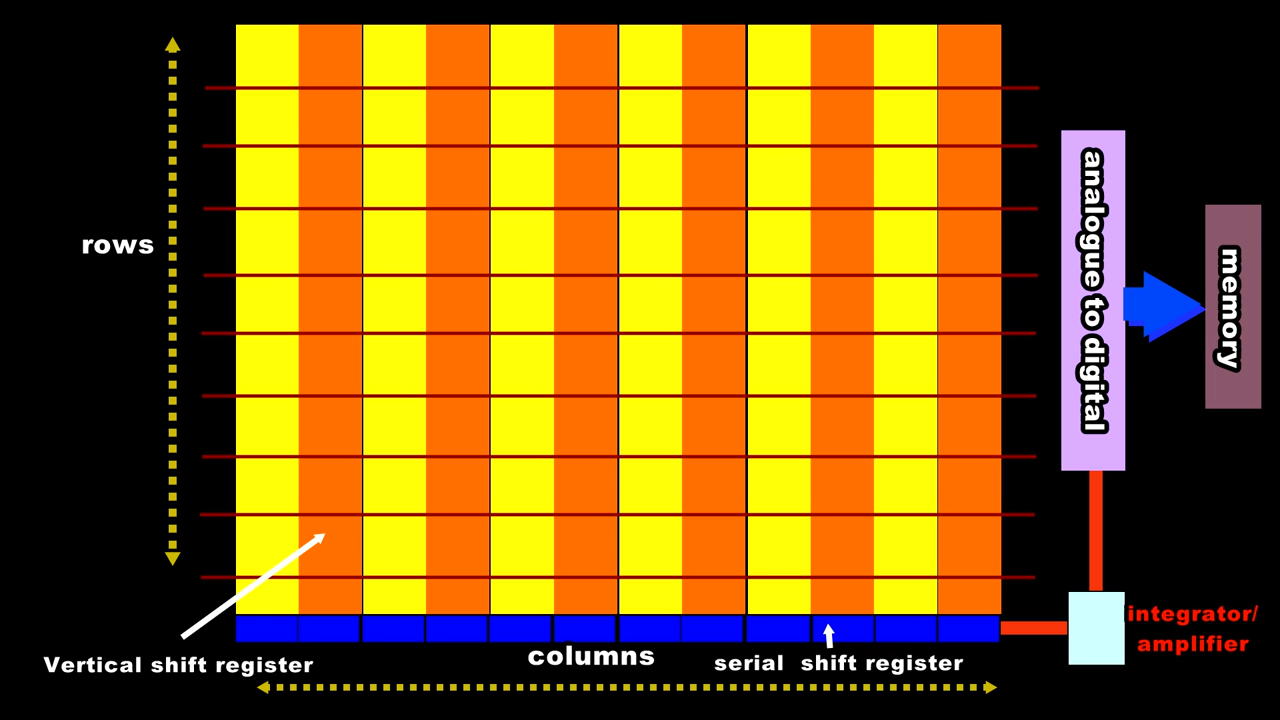 rows
analogue to digital
memory
integrator/
amplifier
Vertical shift register
columns
serial shift register